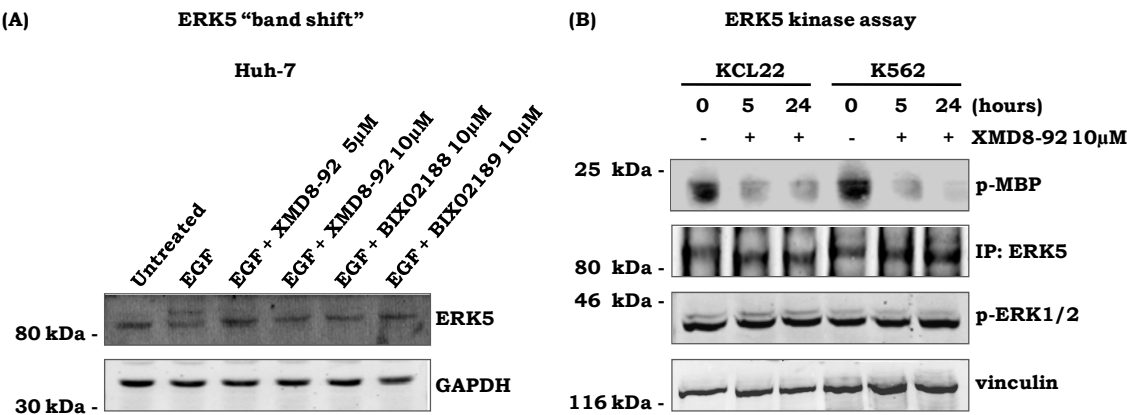 (A)
ERK5 “band shift”
Huh-7
Untreated
EGF
EGF + XMD8-92 5µM
EGF + XMD8-92 10µM
EGF + BIX02188 10µM
EGF + BIX02189 10µM
80 kDa -
ERK5
GAPDH
30 kDa -
(B)
ERK5 kinase assay
KCL22 K562
0 5 24 0 5 24 (hours)
- + + - + + XMD8-92 10µM
25 kDa -
p-MBP
IP: ERK5
80 kDa -
46 kDa -
p-ERK1/2
vinculin
116 kDa -